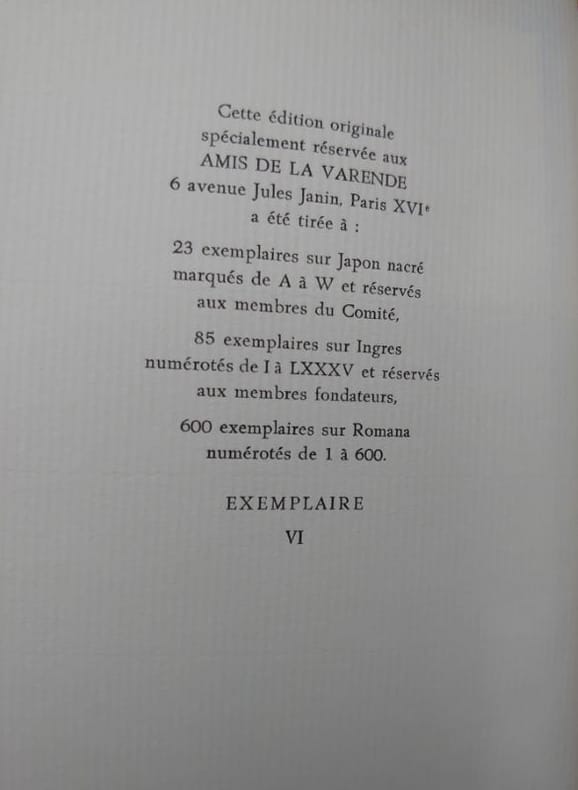 Cette édition originale
spécialement réservée aux
AMIS DE LA VARENDE
6 avenue Jules Janin, Paris XVIᵉ
a été tirée à :
23 exemplaires sur Japon nacré
marqués de A à W et réservés
aux membres du Comité,
85 exemplaires sur Ingres
numérotés de I à LXXXV et réservés
aux membres fondateurs,
600 exemplaires sur Romana
numérotés de 1 à 600.
EXEMPLAIRE
VI